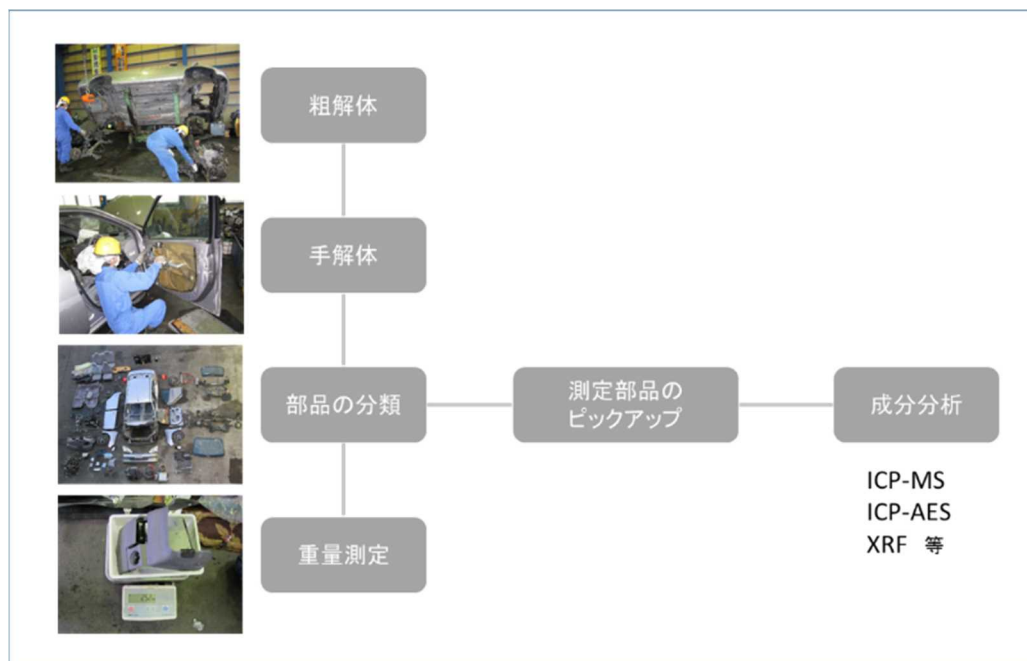 粗解体
手解体
部品の分類
測定部品の
ピックアップ
成分分析
ICP-MS
ICP-AES
XRF 等
重量測定